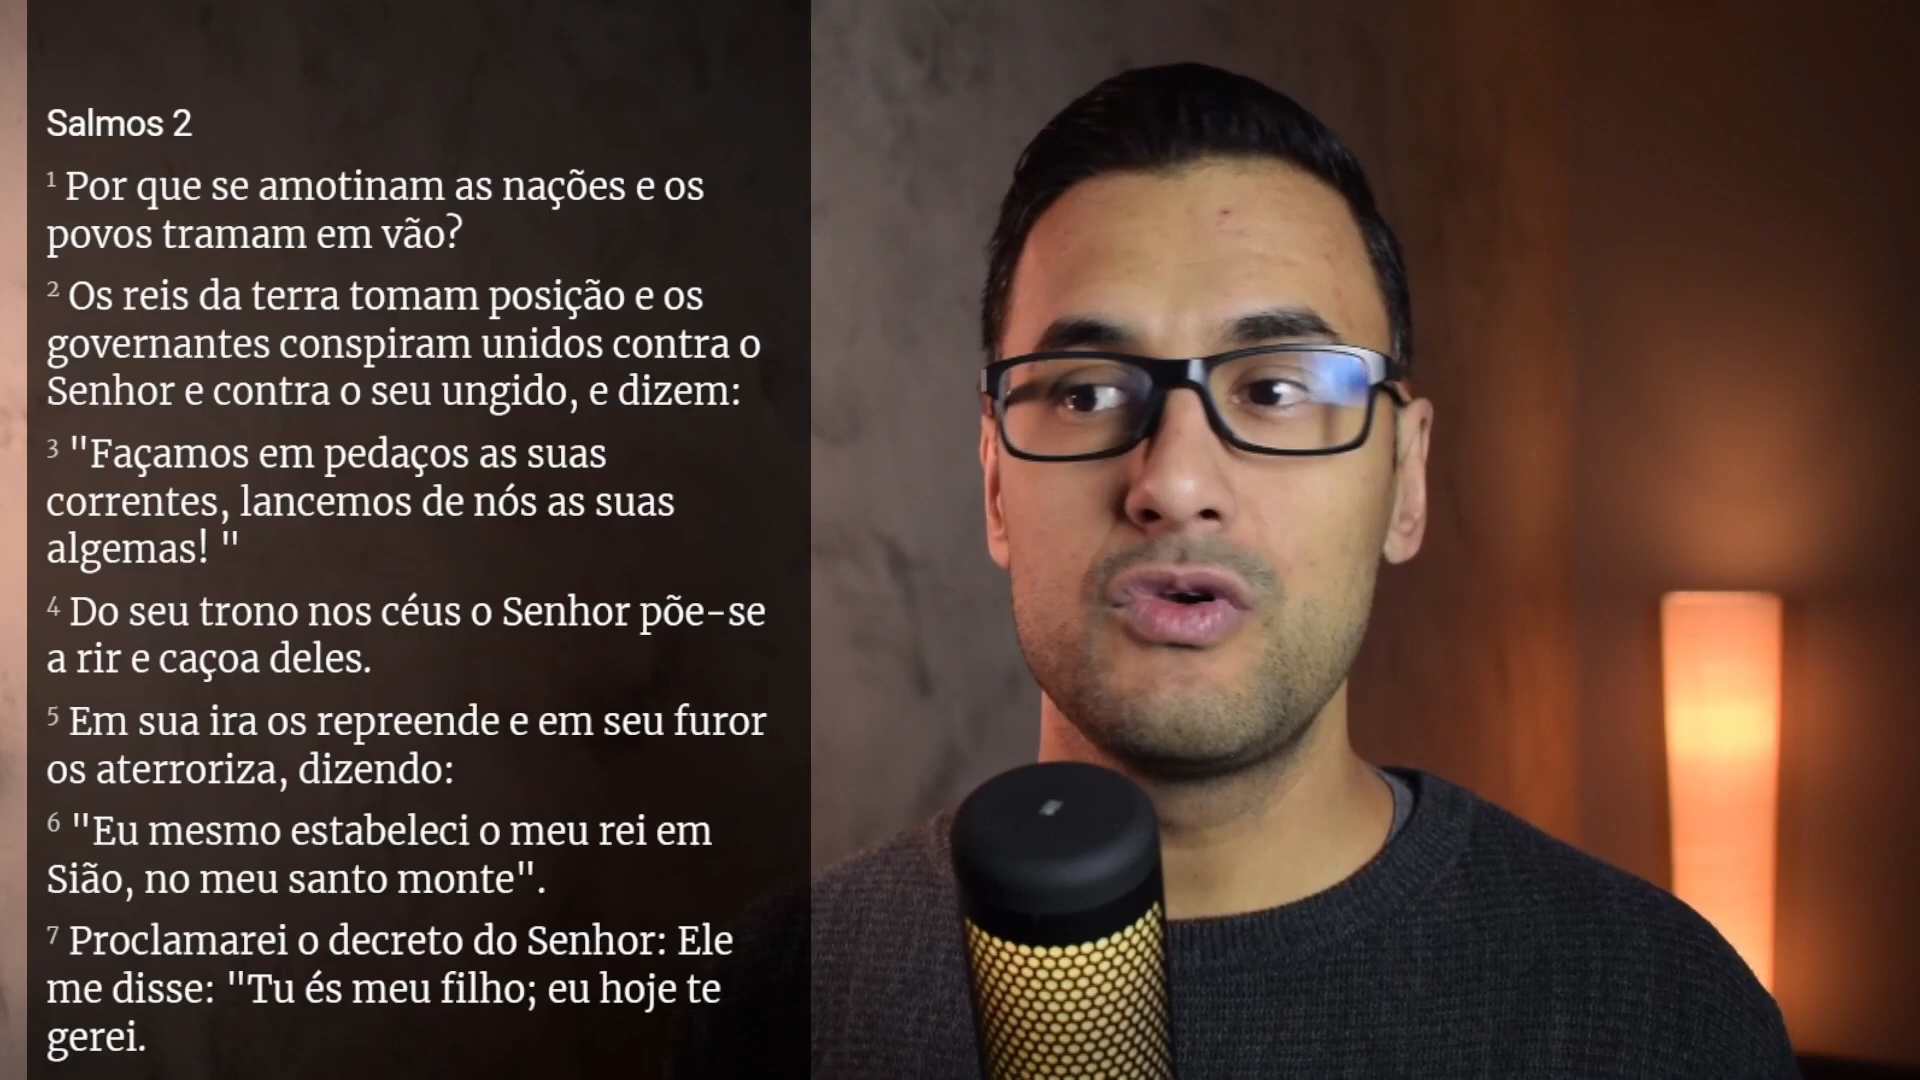 Salmos 2
1 Por que se amotinam as nações e os
povos tramam em vão?
2 Os reis da terra tomam posição e os
governantes conspiram unidos contra o
Senhor e contra o seu ungido, e dizem:
3 "Façamos em pedaços as suas
correntes, lancemos de nós as suas
algemas! "
4 Do seu trono nos céus o Senhor põe-se
a rir e caçoa deles.
5 Em sua ira os repreende e em seu furor
os aterroriza, dizendo:
6 "Eu mesmo estabeleci o meu rei em
Sião, no meu santo monte".
7 Proclamarei o decreto do Senhor: Ele
me disse: "Tu és meu filho; eu hoje te
gerei.